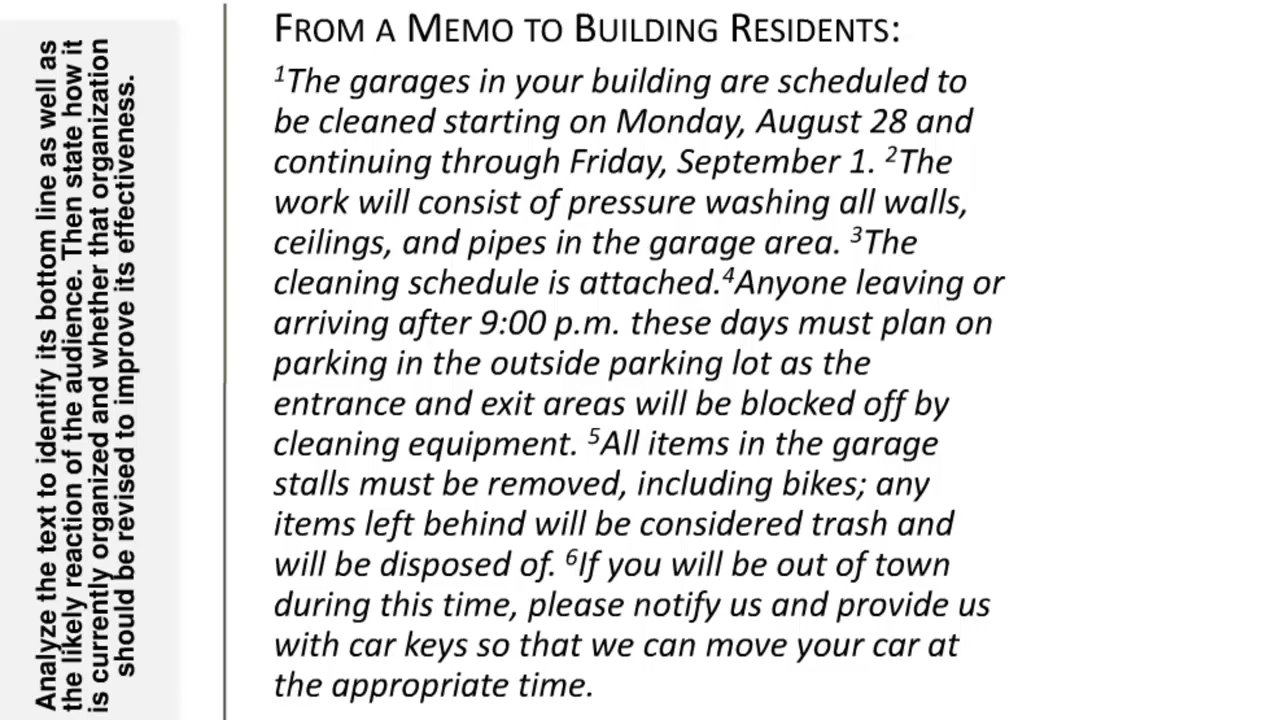 Analyze the text to identify its bottom line as well as
the likely reaction of the audience. Then state how it
is currently organized and whether that organization
should be revised to improve its effectiveness.
FROM A MEMO TO BUILDING RESIDENTS:
¹The garages in your building are scheduled to
be cleaned starting on Monday, August 28 and
continuing through Friday, September 1. ²The
work will consist of pressure washing all walls,
ceilings, and pipes in the garage area. ³The
cleaning schedule is attached.⁴Anyone leaving or
arriving after 9:00 p.m. these days must plan on
parking in the outside parking lot as the
entrance and exit areas will be blocked off by
cleaning equipment. ⁵All items in the garage
stalls must be removed, including bikes; any
items left behind will be considered trash and
will be disposed of. ⁶If you will be out of town
during this time, please notify us and provide us
with car keys so that we can move your car at
the appropriate time.